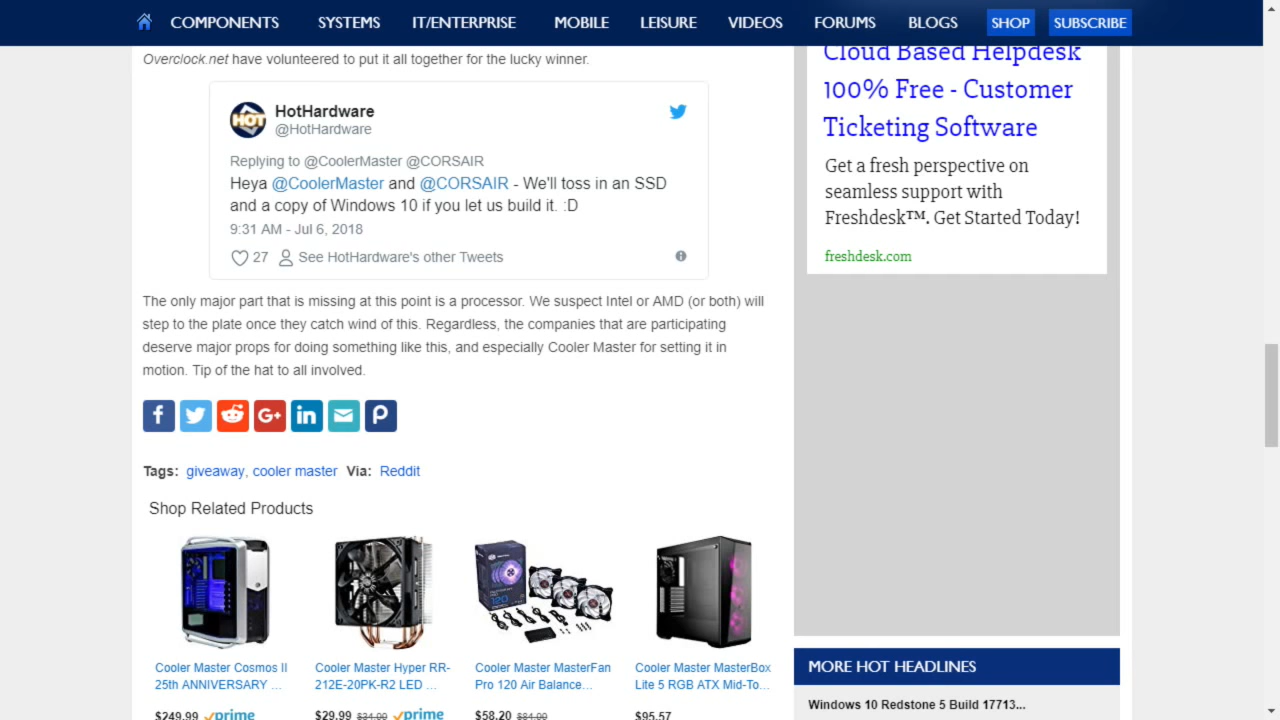 COMPONENTS SYSTEMS IT/ENTERPRISE MOBILE LEISURE VIDEOS FORUMS BLOGS SHOP SUBSCRIBE
Overclock.net have volunteered to put it all together for the lucky winner.
HOT
HotHardware
@HotHardware
Replying to @CoolerMaster @CORSAIR
Heya @CoolerMaster and @CORSAIR - We'll toss in an SSD
and a copy of Windows 10 if you let us build it. :D
9:31 AM - Jul 6, 2018
27 See HotHardware's other Tweets
The only major part that is missing at this point is a processor. We suspect Intel or AMD (or both) will
step to the plate once they catch wind of this. Regardless, the companies that are participating
deserve major props for doing something like this, and especially Cooler Master for setting it in
motion. Tip of the hat to all involved.
Tags: giveaway, cooler master Via: Reddit
Shop Related Products
Cooler Master Cosmos II
25th ANNIVERSARY ...
$249.99 prime
Cooler Master Hyper RR-
212E-20PK-R2 LED ...
$29.99 $34.00 prime
Cooler Master MasterFan
Pro 120 Air Balance...
$58.20 $84.00
Cooler Master MasterBox
Lite 5 RGB ATX Mid-To...
$95.57
Cloud Based Helpdesk
100% Free - Customer
Ticketing Software
Get a fresh perspective on
seamless support with
Freshdesk™. Get Started Today!
freshdesk.com
MORE HOT HEADLINES
Windows 10 Redstone 5 Build 17713...